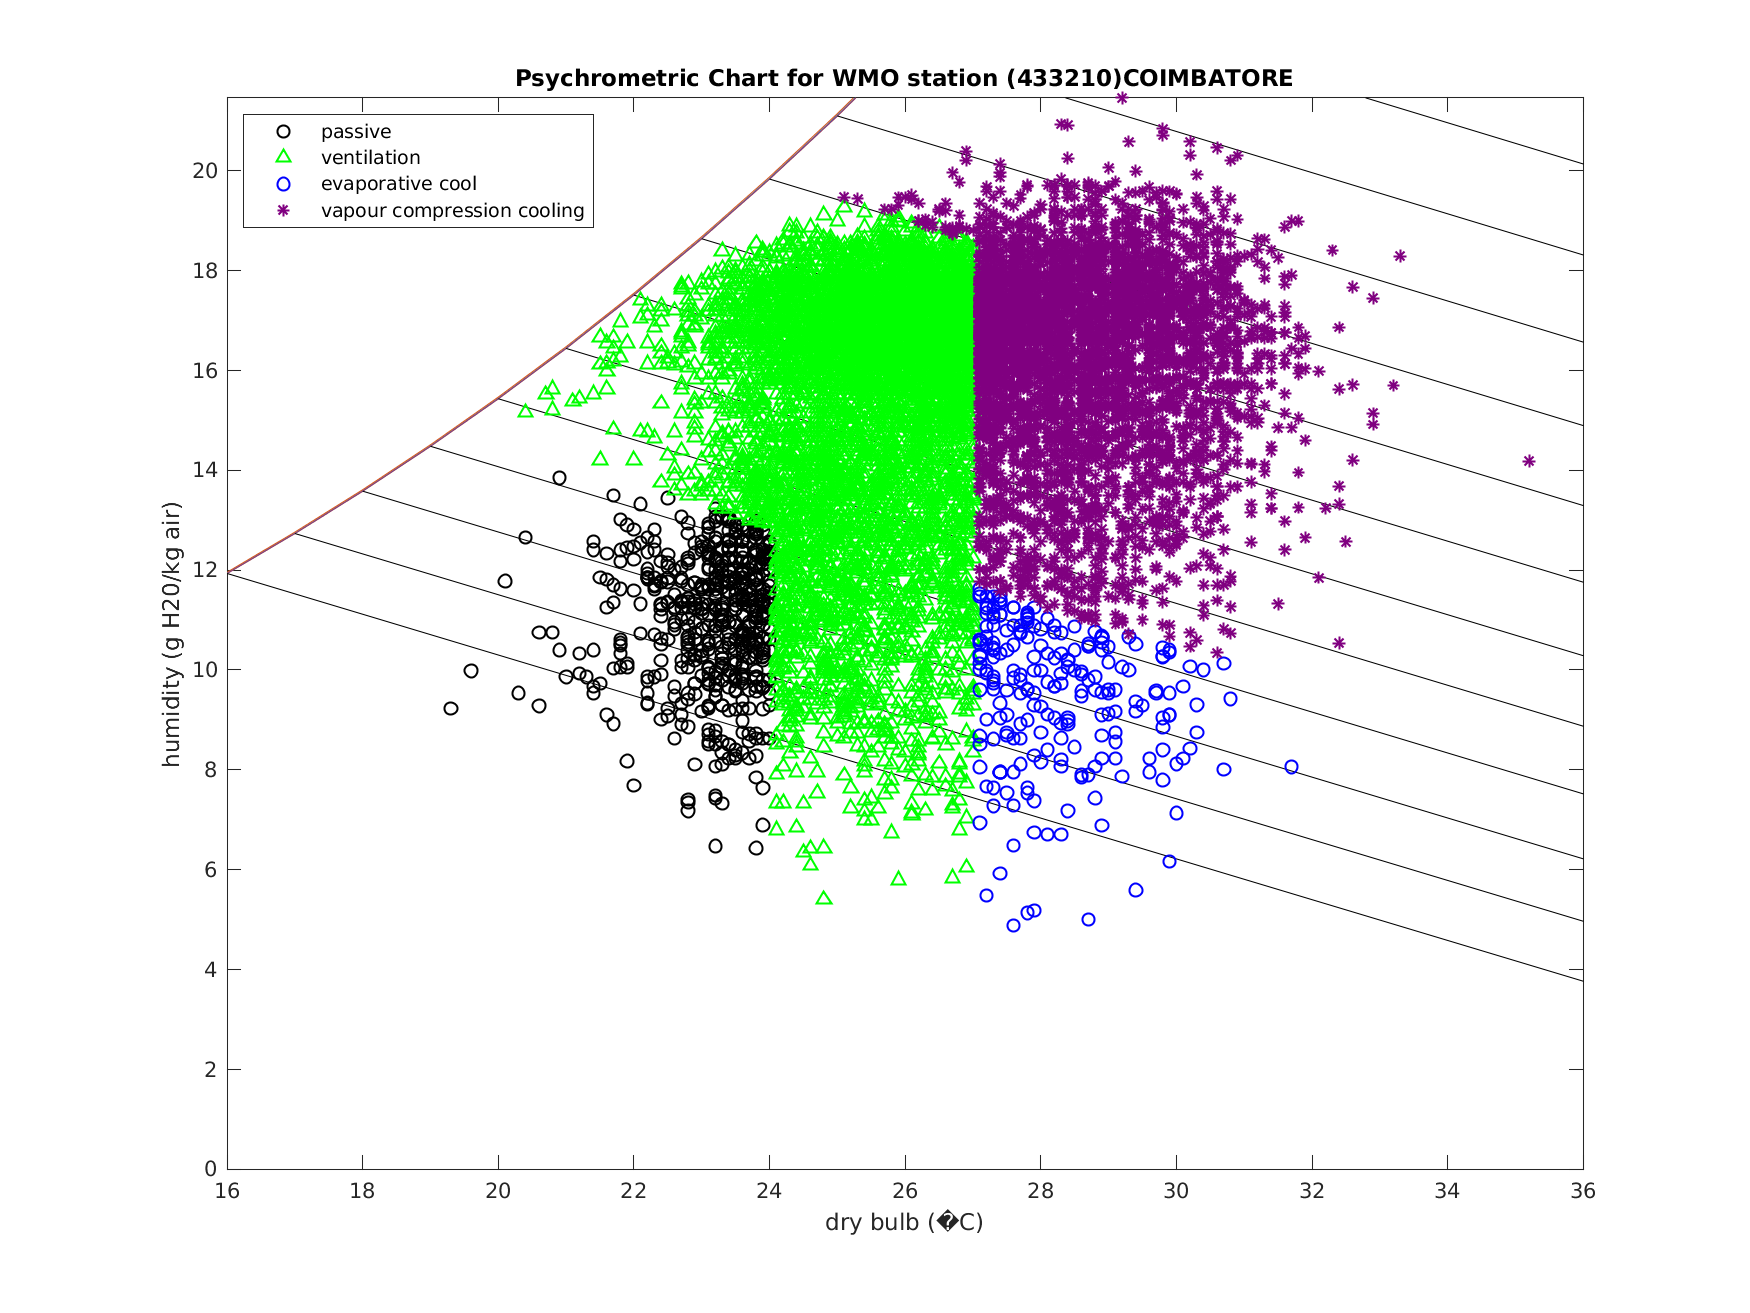 Psychrometric Chart for WMO station (433210)COIMBATORE
passive
ventilation
evaporative cool
vapour compression cooling
humidity (g H20/kg air)
20
18
16
14
12
10
8
6
4
2
0
16 18 20 22 24 26 28 30 32 34 36
dry bulb (�C)